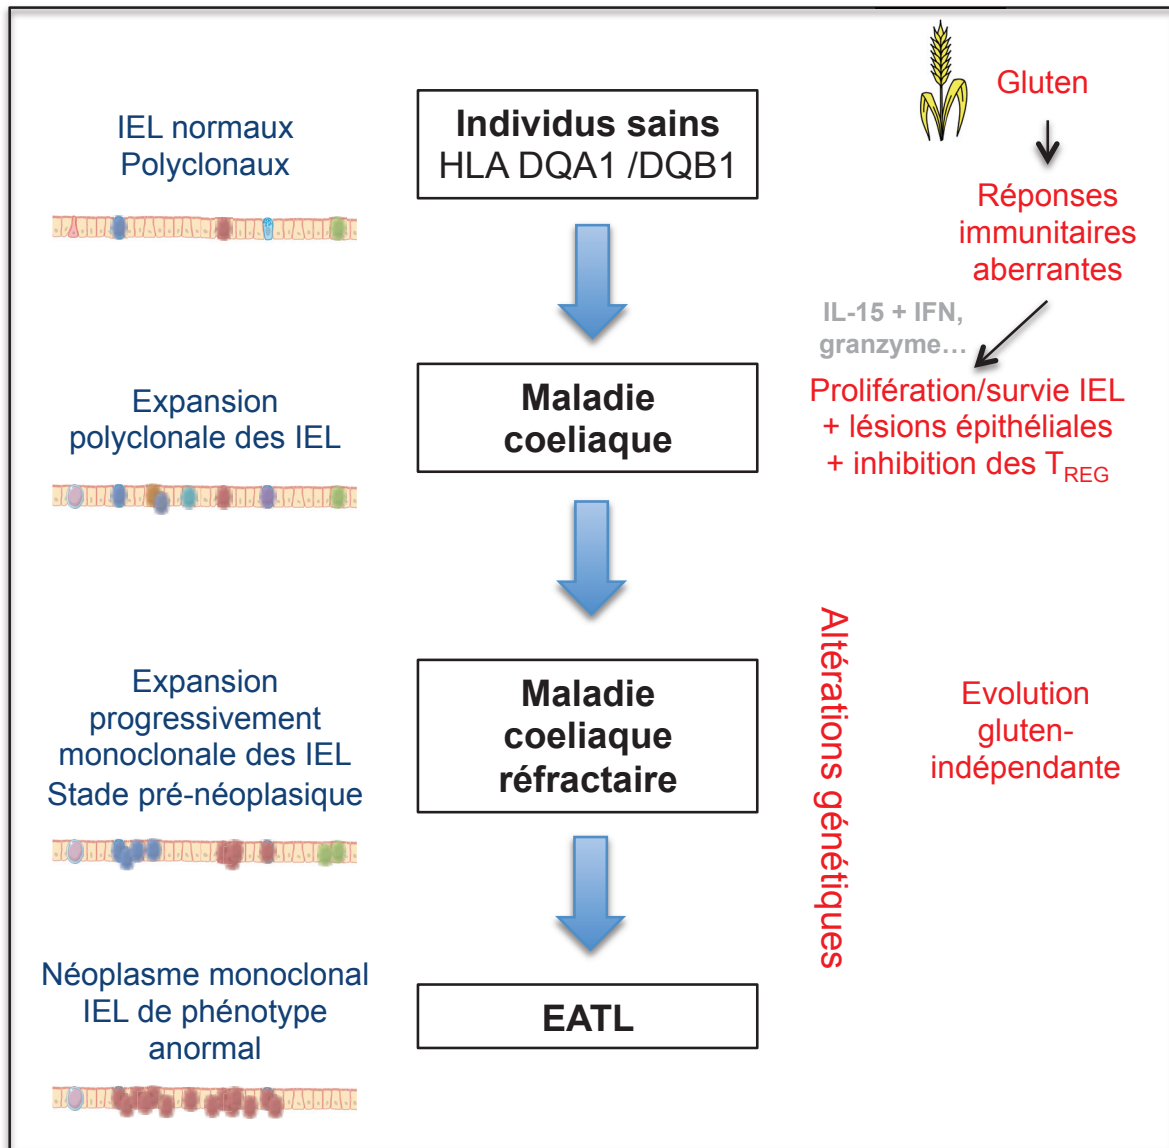 IEL normaux
Polyclonaux
Individus sains
HLA DQA1 /DQB1
Gluten
Réponses
immunitaires
aberrantes
IL-15 + IFN,
granzyme…
Expansion
polyclonale des IEL
Maladie
coeliaque
Prolifération/survie IEL
+ lésions épithéliales
+ inhibition des TREG
Expansion
progressivement
monoclonale des IEL
Stade pré-néoplasique
Maladie
coeliaque
réfractaire
Altérations génétiques
Evolution
gluten-
indépendante
Néoplasme monoclonal
IEL de phénotype
anormal
EATL